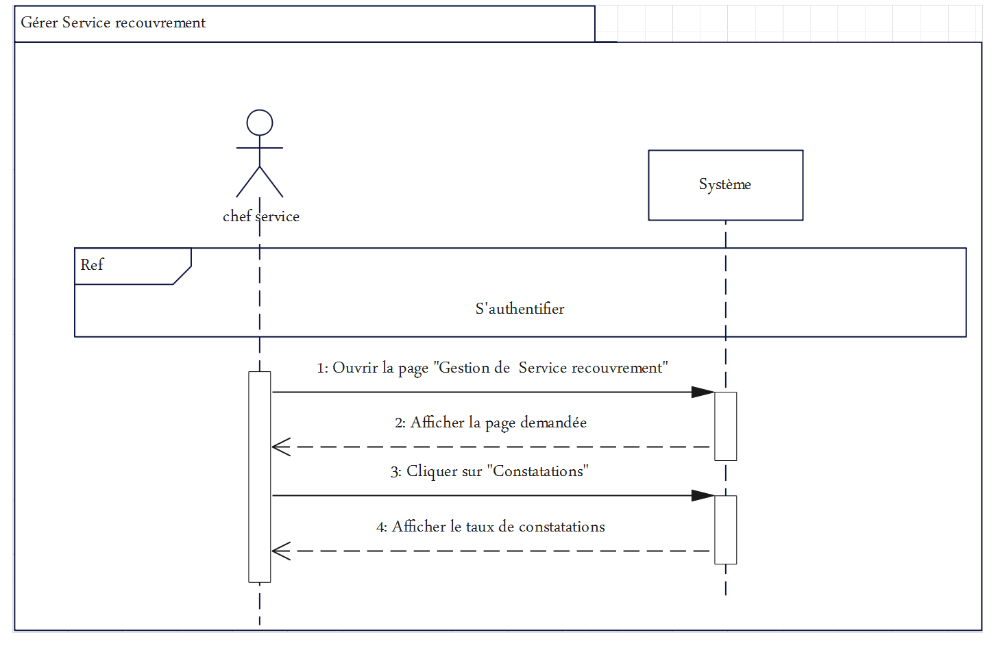 Gérer Service recouvrement
Système
chef service
Ref
S'authentifier
1: Ouvrir la page "Gestion de  Service recouvrement"
2: Afficher la page demandée
3: Cliquer sur "Constatations"
4: Afficher le taux de constatations